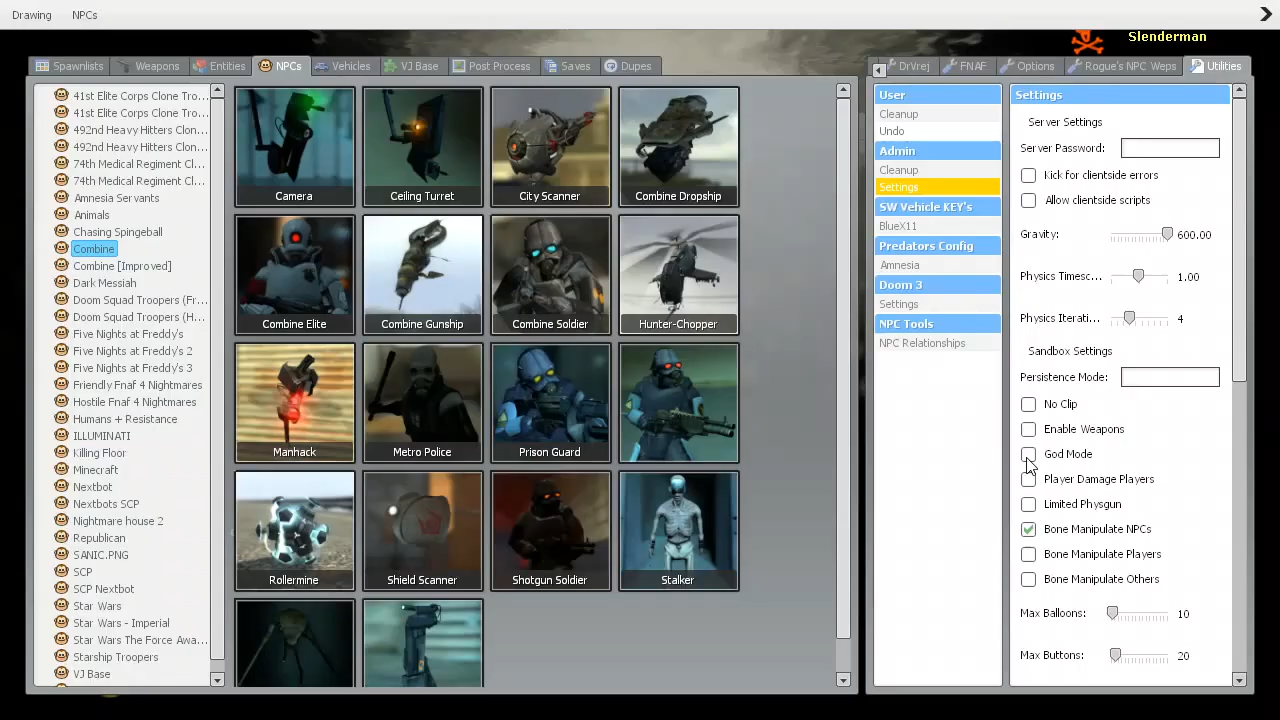 Drawing
NPCs
Slenderman
Spawnlists
Weapons
Entities
NPCs
Vehicles
VJ Base
Post Process
Saves
Dupes
DrVrej
FNAF
Options
Rogue's NPC Weps
Utilities
41st Elite Corps Clone Tro...
41st Elite Corps Clone Tro...
492nd Heavy Hitters Clon...
492nd Heavy Hitters Clon...
74th Medical Regiment Cl...
74th Medical Regiment Cl...
Amnesia Servants
Animals
Chasing Spingeball
Combine
Combine [Improved]
Dark Messiah
Doom Squad Troopers (Fr...
Doom Squad Troopers (H...
Five Nights at Freddy's
Five Nights at Freddy's 2
Five Nights at Freddy's 3
Friendly Fnaf 4 Nightmares
Hostile Fnaf 4 Nightmares
Humans + Resistance
ILLUMINATI
Killing Floor
Minecraft
Nextbot
Nextbots SCP
Nightmare house 2
Republican
SANIC.PNG
SCP
SCP Nextbot
Star Wars
Star Wars - Imperial
Star Wars The Force Awa...
Starship Troopers
VJ Base
Camera
Ceiling Turret
City Scanner
Combine Dropship
Combine Elite
Combine Gunship
Combine Soldier
Hunter-Chopper
Manhack
Metro Police
Prison Guard
Rollermine
Shield Scanner
Shotgun Soldier
Stalker
User
Cleanup
Undo
Admin
Cleanup
Settings
SW Vehicle KEY's
BlueX11
Predators Config
Amnesia
Doom 3
Settings
NPC Tools
NPC Relationships
Settings
Server Settings
Server Password:
Kick for clientside errors
Allow clientside scripts
Gravity: 600.00
Physics Timesc... 1.00
Physics Iterati... 4
Sandbox Settings
Persistence Mode:
No Clip
Enable Weapons
God Mode
Player Damage Players
Limited Physgun
Bone Manipulate NPCs
Bone Manipulate Players
Bone Manipulate Others
Max Balloons: 10
Max Buttons: 20